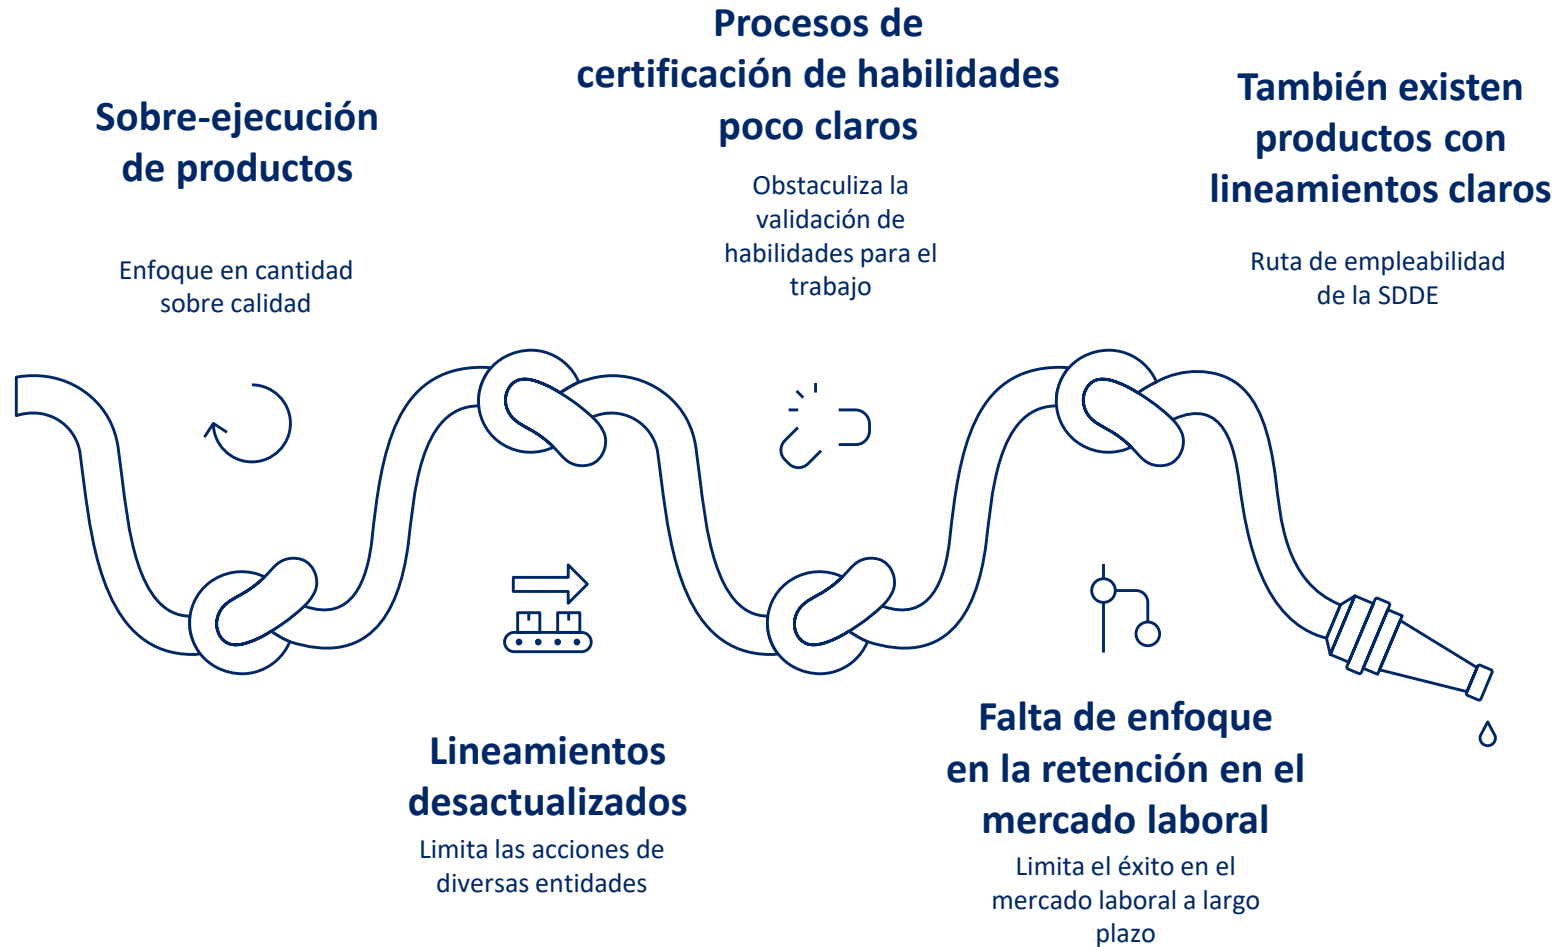 Sobre-ejecución
de productos
Enfoque en cantidad
sobre calidad
Lineamientos
desactualizados
Limita las acciones de
diversas entidades
Procesos de
certificación de habilidades
poco claros
Obstaculiza la
validación de
habilidades para el
trabajo
Falta de enfoque
en la retención en el
mercado laboral
Limita el éxito en el
mercado laboral a largo
plazo
También existen
productos con
lineamientos claros
Ruta de empleabilidad
de la SDDE